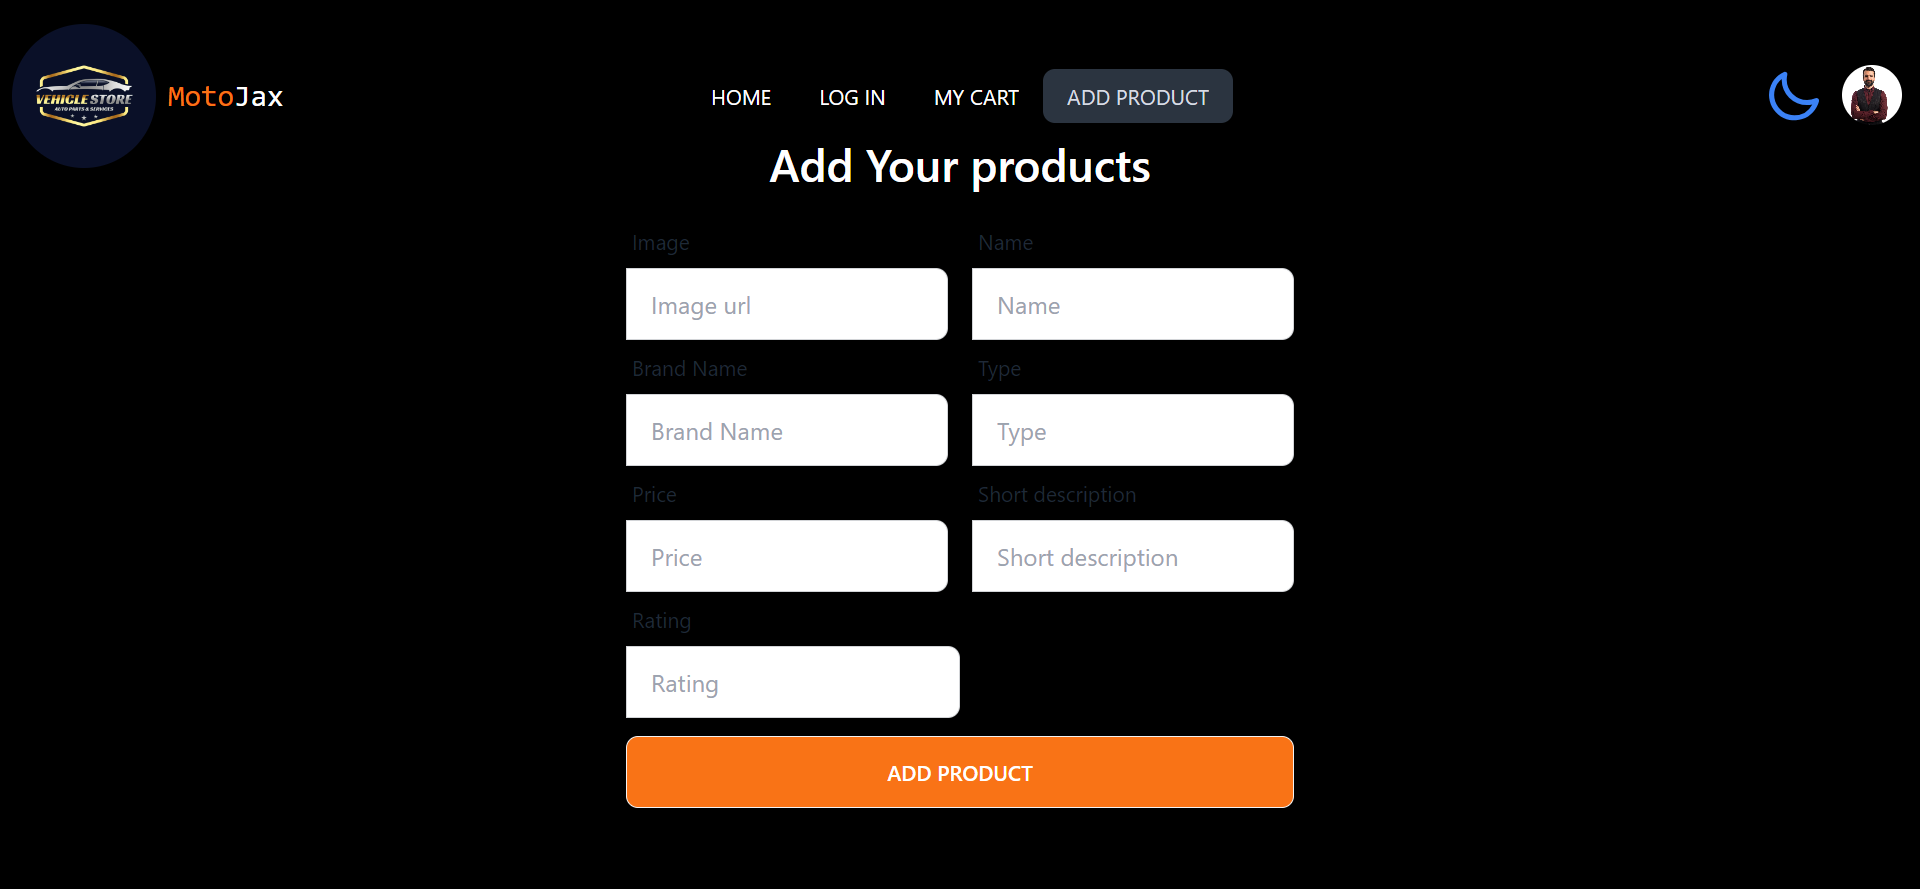 VEHICLE STORE
AUTO PARTS & SERVICES
MotoJax
HOME
LOG IN
MY CART
ADD PRODUCT
Add Your products
Image
Name
Image url
Name
Brand Name
Type
Brand Name
Type
Price
Short description
Price
Short description
Rating
Rating
ADD PRODUCT